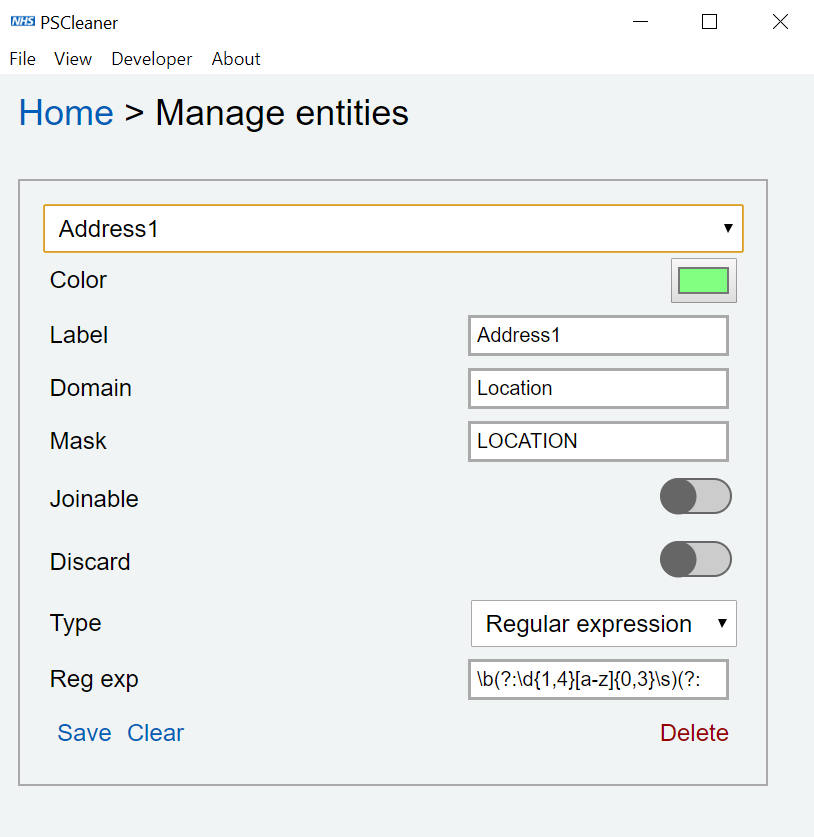 NHS PSCleaner
File View Developer About
Home > Manage entities
Address1
Color
Label Address1
Domain Location
Mask LOCATION
Joinable
Discard
Type Regular expression
Reg exp \b(?:\d{1,4}[a-z]{0,3}\s)(?:
Save Clear Delete